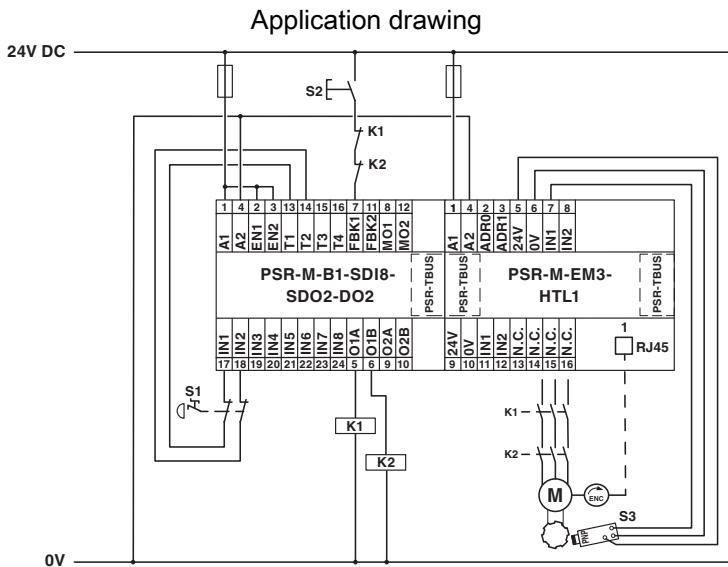 Application drawing
24V DC
S2
K1
K2
1 4 2 3 13 14 15 16 7 11 8 12
A1 A2 EN1 EN2 T1 T2 T3 T4 FBK1 FBK2 MO1 MO2
1 4 2 3 5 6 7 8
A1 A2 ADR0 ADR1 24V 0V IN1 IN2
PSR-M-B1-SDI8-
SDO2-DO2
PSR-TBUS
PSR-TBUS
PSR-M-EM3-
HTL1
PSR-TBUS
1
RJ45
IN1 IN2 IN3 IN4 IN5 IN6 IN7 IN8 O1A O1B O2A O2B
17 18 19 20 21 22 23 24 5 6 9 10
24V 0V IN1 IN2 N.C. N.C. N.C. N.C.
9 10 11 12 13 14 15 16
S1
K1
K2
K1
K2
M
ENC
S3
PNP
0V